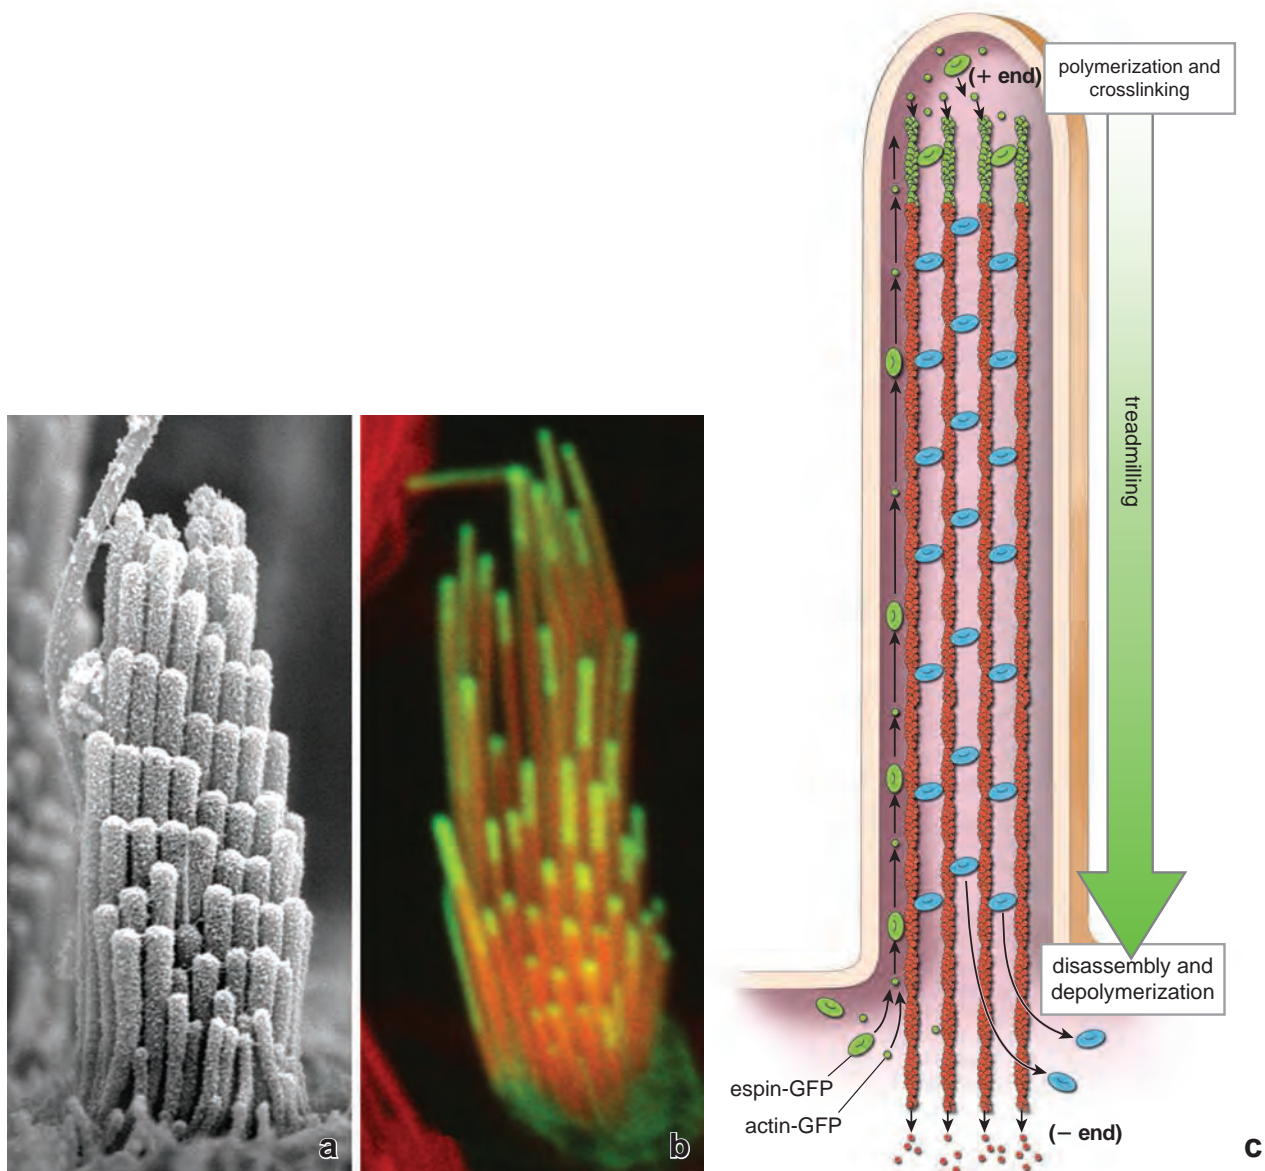 (+ end)
polymerization and
crosslinking
treadmilling
disassembly and
depolymerization
espin-GFP
actin-GFP
(− end)
a
b
c